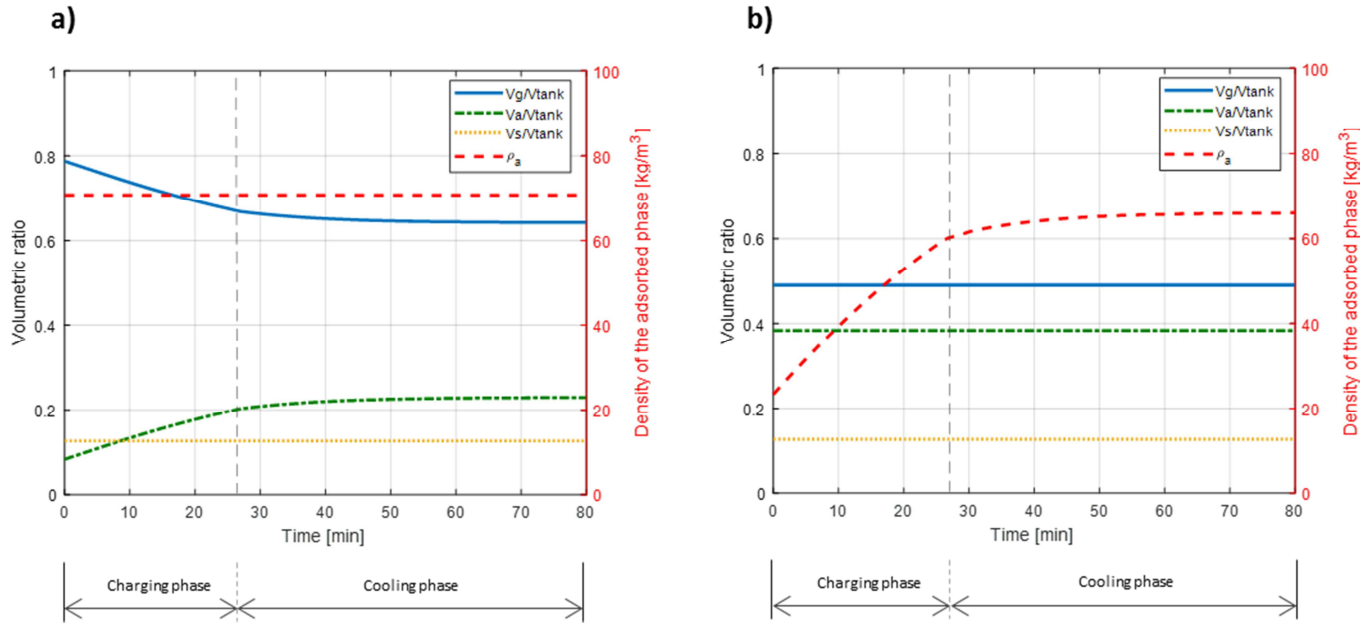 a)
1
0.8
0.6
0.4
0.2
0
Volumetric ratio
100
80
60
40
20
0
Density of the adsorbed phase [kg/m³]
Vg/Vtank
Va/Vtank
Vs/Vtank
ρa
0 10 20 30 40 50 60 70 80
Time [min]
Charging phase
Cooling phase
b)
1
0.8
0.6
0.4
0.2
0
Volumetric ratio
100
80
60
40
20
0
Density of the adsorbed phase [kg/m³]
Vg/Vtank
Va/Vtank
Vs/Vtank
ρa
0 10 20 30 40 50 60 70 80
Time [min]
Charging phase
Cooling phase